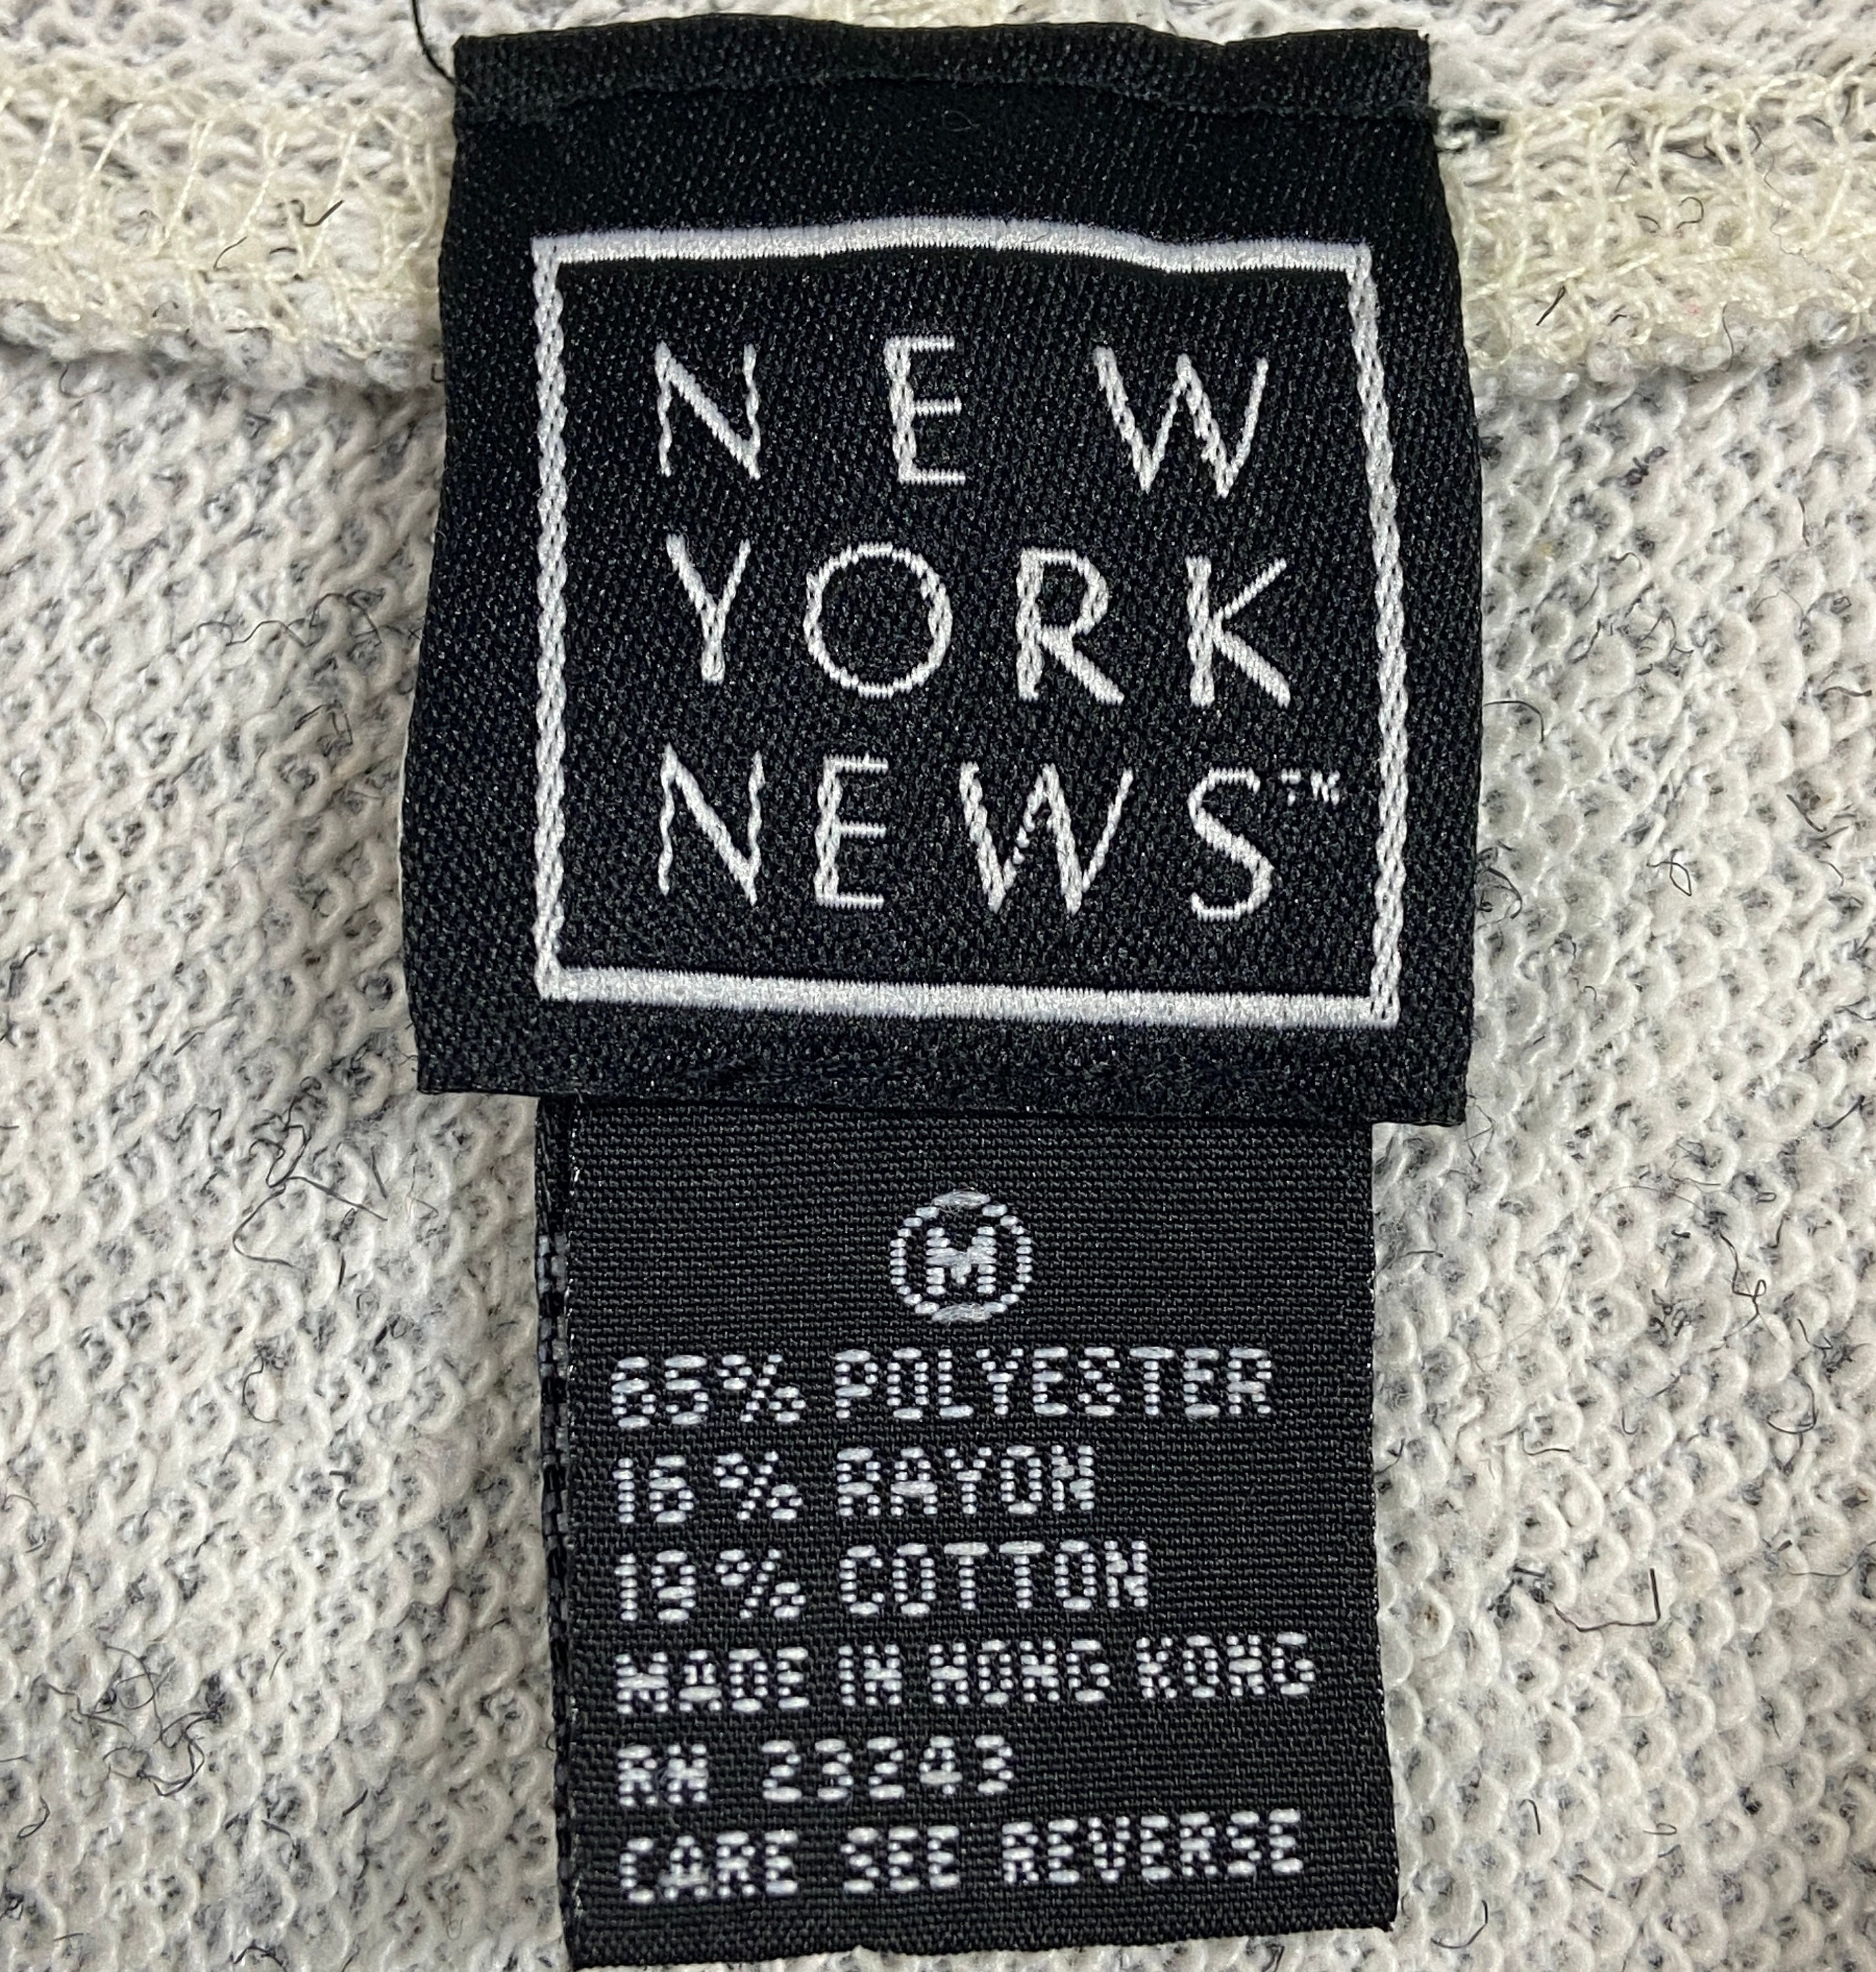 NEW
YORK
NEWS™
M
65% POLYESTER
16% RAYON
19% COTTON
MADE IN HONG KONG
RN 23243
CARE SEE REVERSE